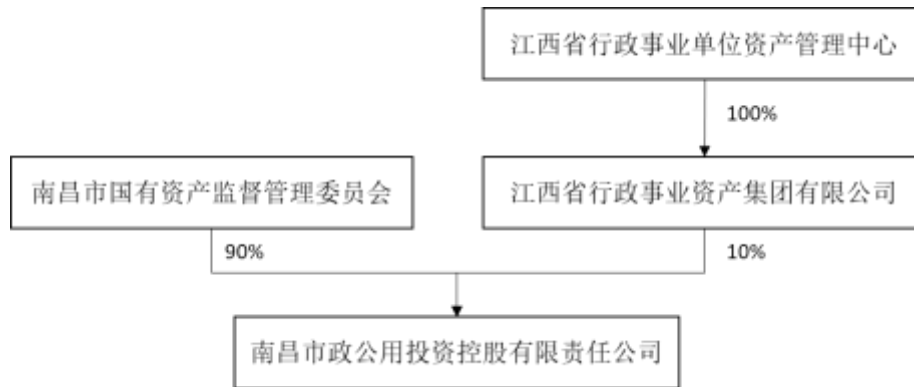 江西省行政事业单位资产管理中心
100%
南昌市国有资产监督管理委员会
江西省行政事业资产集团有限公司
90%
10%
南昌市政公用投资控股有限责任公司